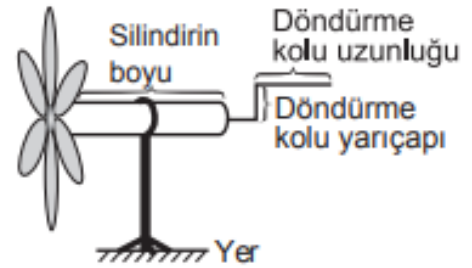 Silindirin
boyu
Döndürme
kolu uzunluğu
Döndürme
kolu yarıçapı
Yer